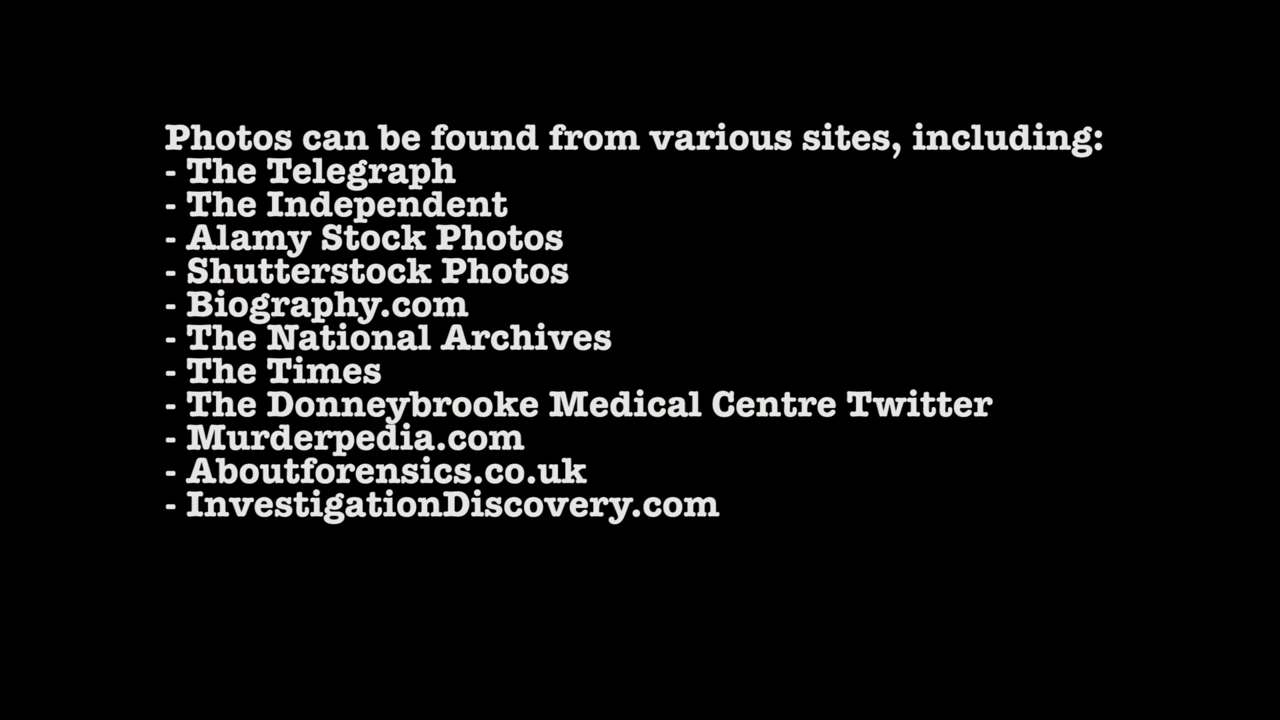 Photos can be found from various sites, including:
- The Telegraph
- The Independent
- Alamy Stock Photos
- Shutterstock Photos
- Biography.com
- The National Archives
- The Times
- The Donneybrooke Medical Centre Twitter
- Murderpedia.com
- Aboutforensics.co.uk
- InvestigationDiscovery.com